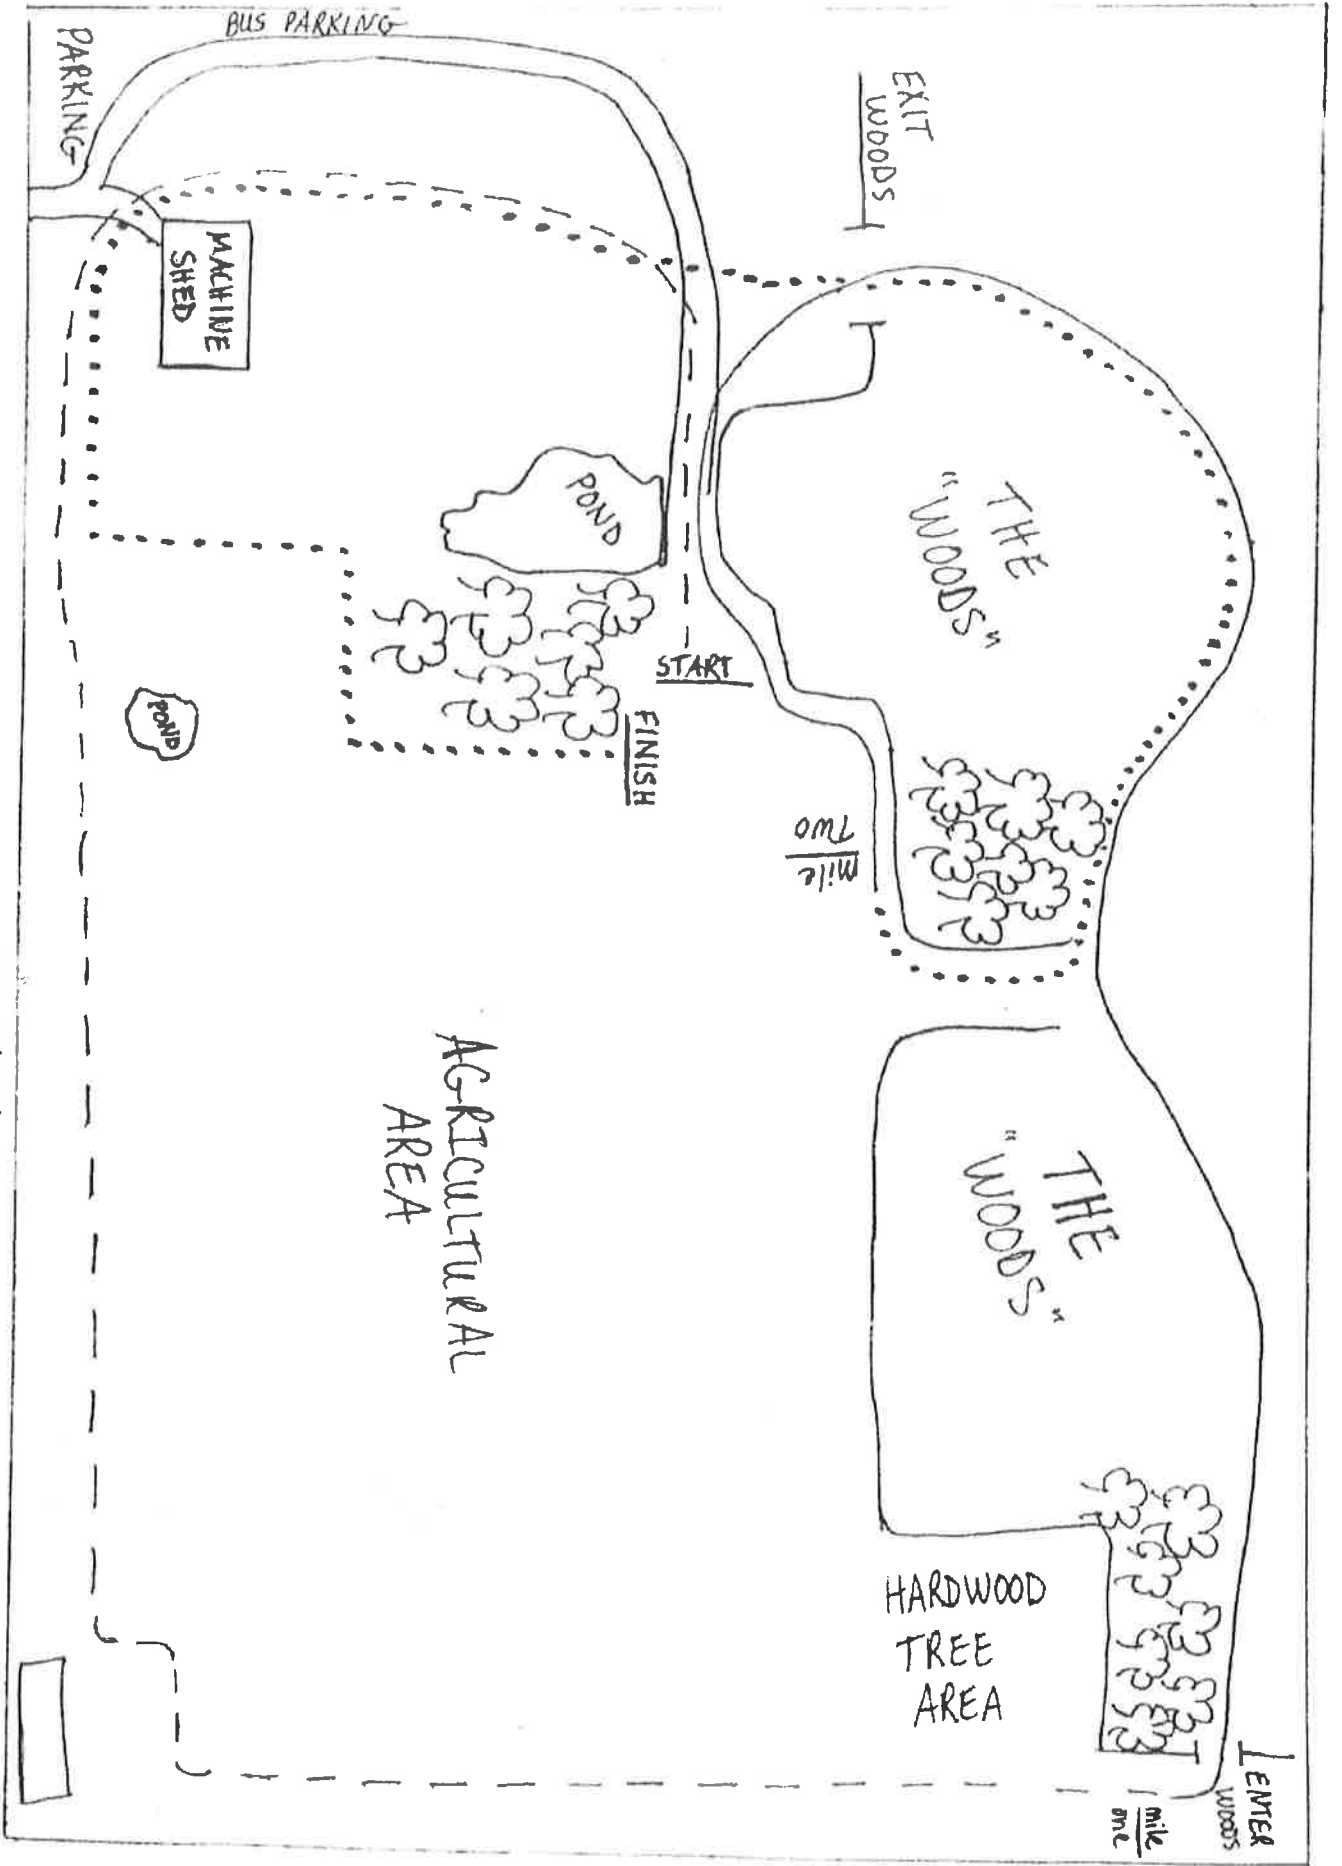 BUS PARKING
PARKING
EXIT
WOODS
MACHINE
SHED
POND
"THE
WOODS"
START
FINISH
POND
mile
TWO
AGRICULTURAL
AREA
THE
"WOODS"
HARDWOOD
TREE
AREA
ENTER
WOODS
mile
one